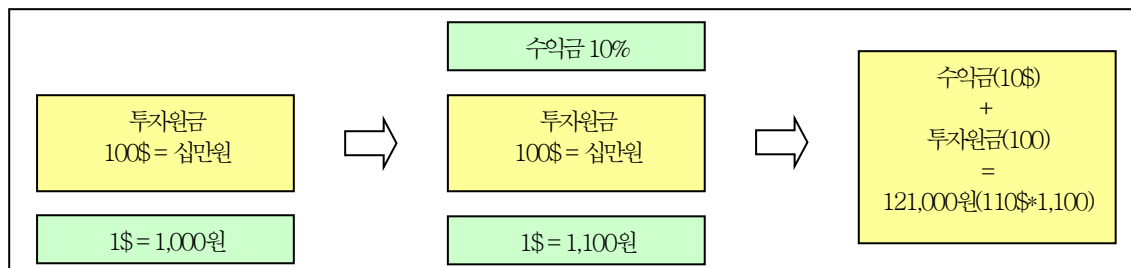 투자원금
100$ = 십만원
1$ = 1,000원
수익금 10%
투자원금
100$ = 십만원
1$ = 1,100원
수익금(10$)
+
투자원금(100)
=
121,000원(110$*1,100)